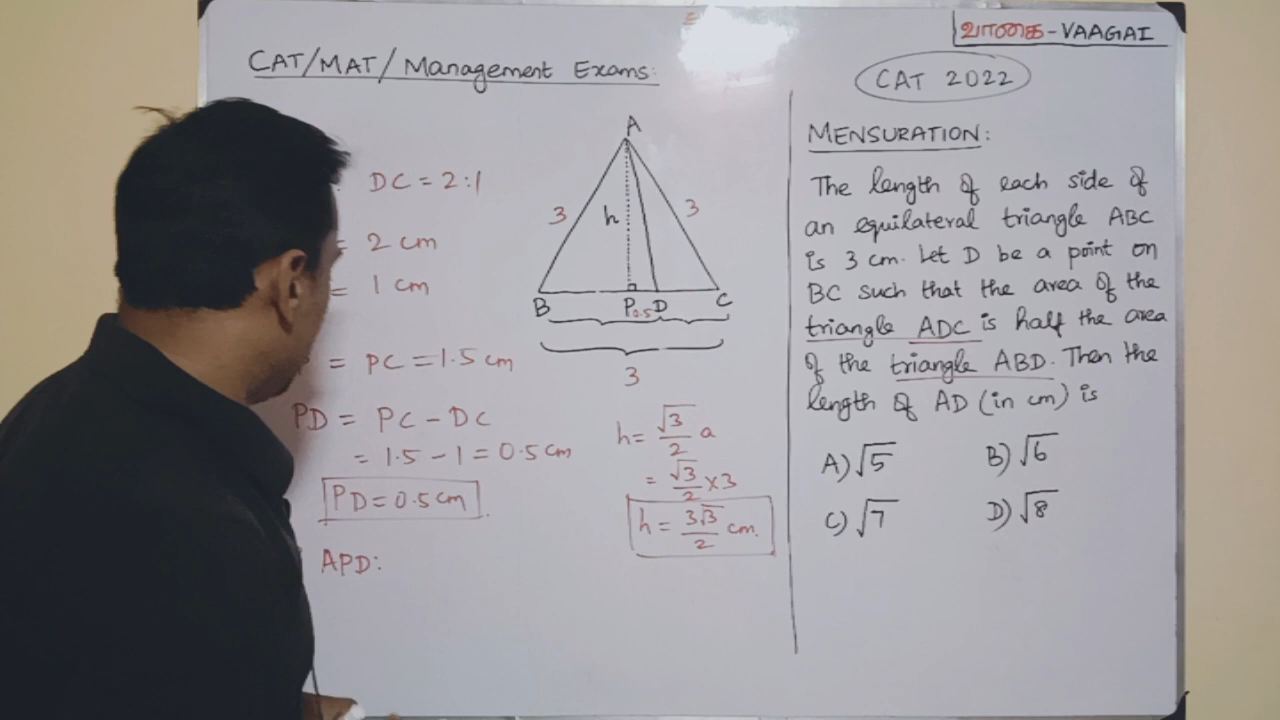 வாகை - VAAGAI
CAT/MAT/Management Exams:
CAT 2022
DC = 2:1
= 2 cm
= 1 cm
= PC = 1.5 cm
PD = PC - DC
= 1.5 - 1 = 0.5 cm
PD = 0.5 cm
APD:
A
3
h
3
B
P
0.5
D
C
3
h = √3/2 a
= √3/2 × 3
h = 3√3/2 cm.
MENSURATION:
The length of each side of
an equilateral triangle ABC
is 3 cm. Let D be a point on
BC such that the area of the
triangle ADC is half the area
of the triangle ABD. Then the
length of AD (in cm) is
A) √5
B) √6
C) √7
D) √8